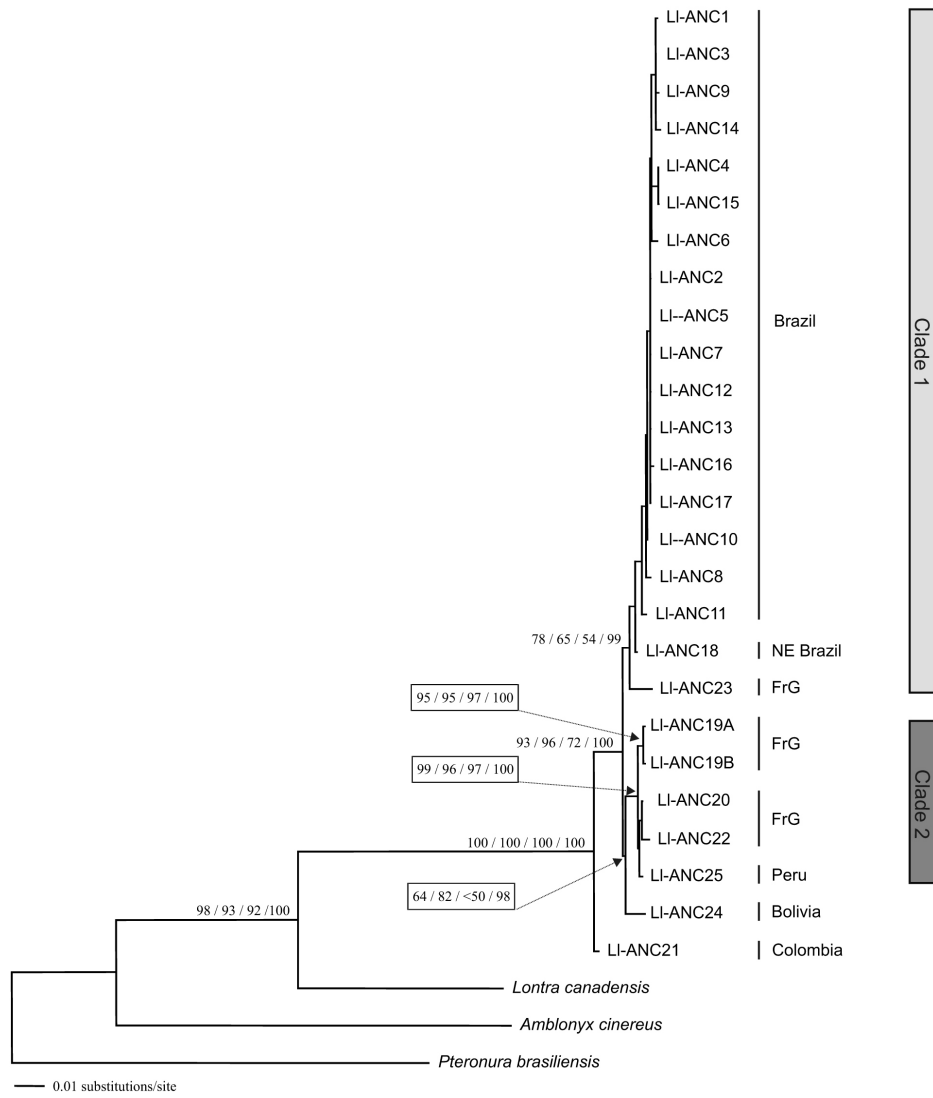 Ll-ANC1
Ll-ANC3
Ll-ANC9
Ll-ANC14
Ll-ANC4
Ll-ANC15
Ll-ANC6
Ll-ANC2
Ll--ANC5
Brazil
Ll-ANC7
Ll-ANC12
Ll-ANC13
Ll-ANC16
Ll-ANC17
Ll--ANC10
Ll-ANC8
Ll-ANC11
Clade 1
78 / 65 / 54 / 99
Ll-ANC18
NE Brazil
Ll-ANC23
FrG
95 / 95 / 97 / 100
Ll-ANC19A
FrG
93 / 96 / 72 / 100
Ll-ANC19B
99 / 96 / 97 / 100
Ll-ANC20
FrG
Ll-ANC22
Clade 2
100 / 100 / 100 / 100
Ll-ANC25
Peru
64 / 82 / <50 / 98
98 / 93 / 92 /100
Ll-ANC24
Bolivia
Ll-ANC21
Colombia
Lontra canadensis
Amblonyx cinereus
Pteronura brasiliensis
0.01 substitutions/site